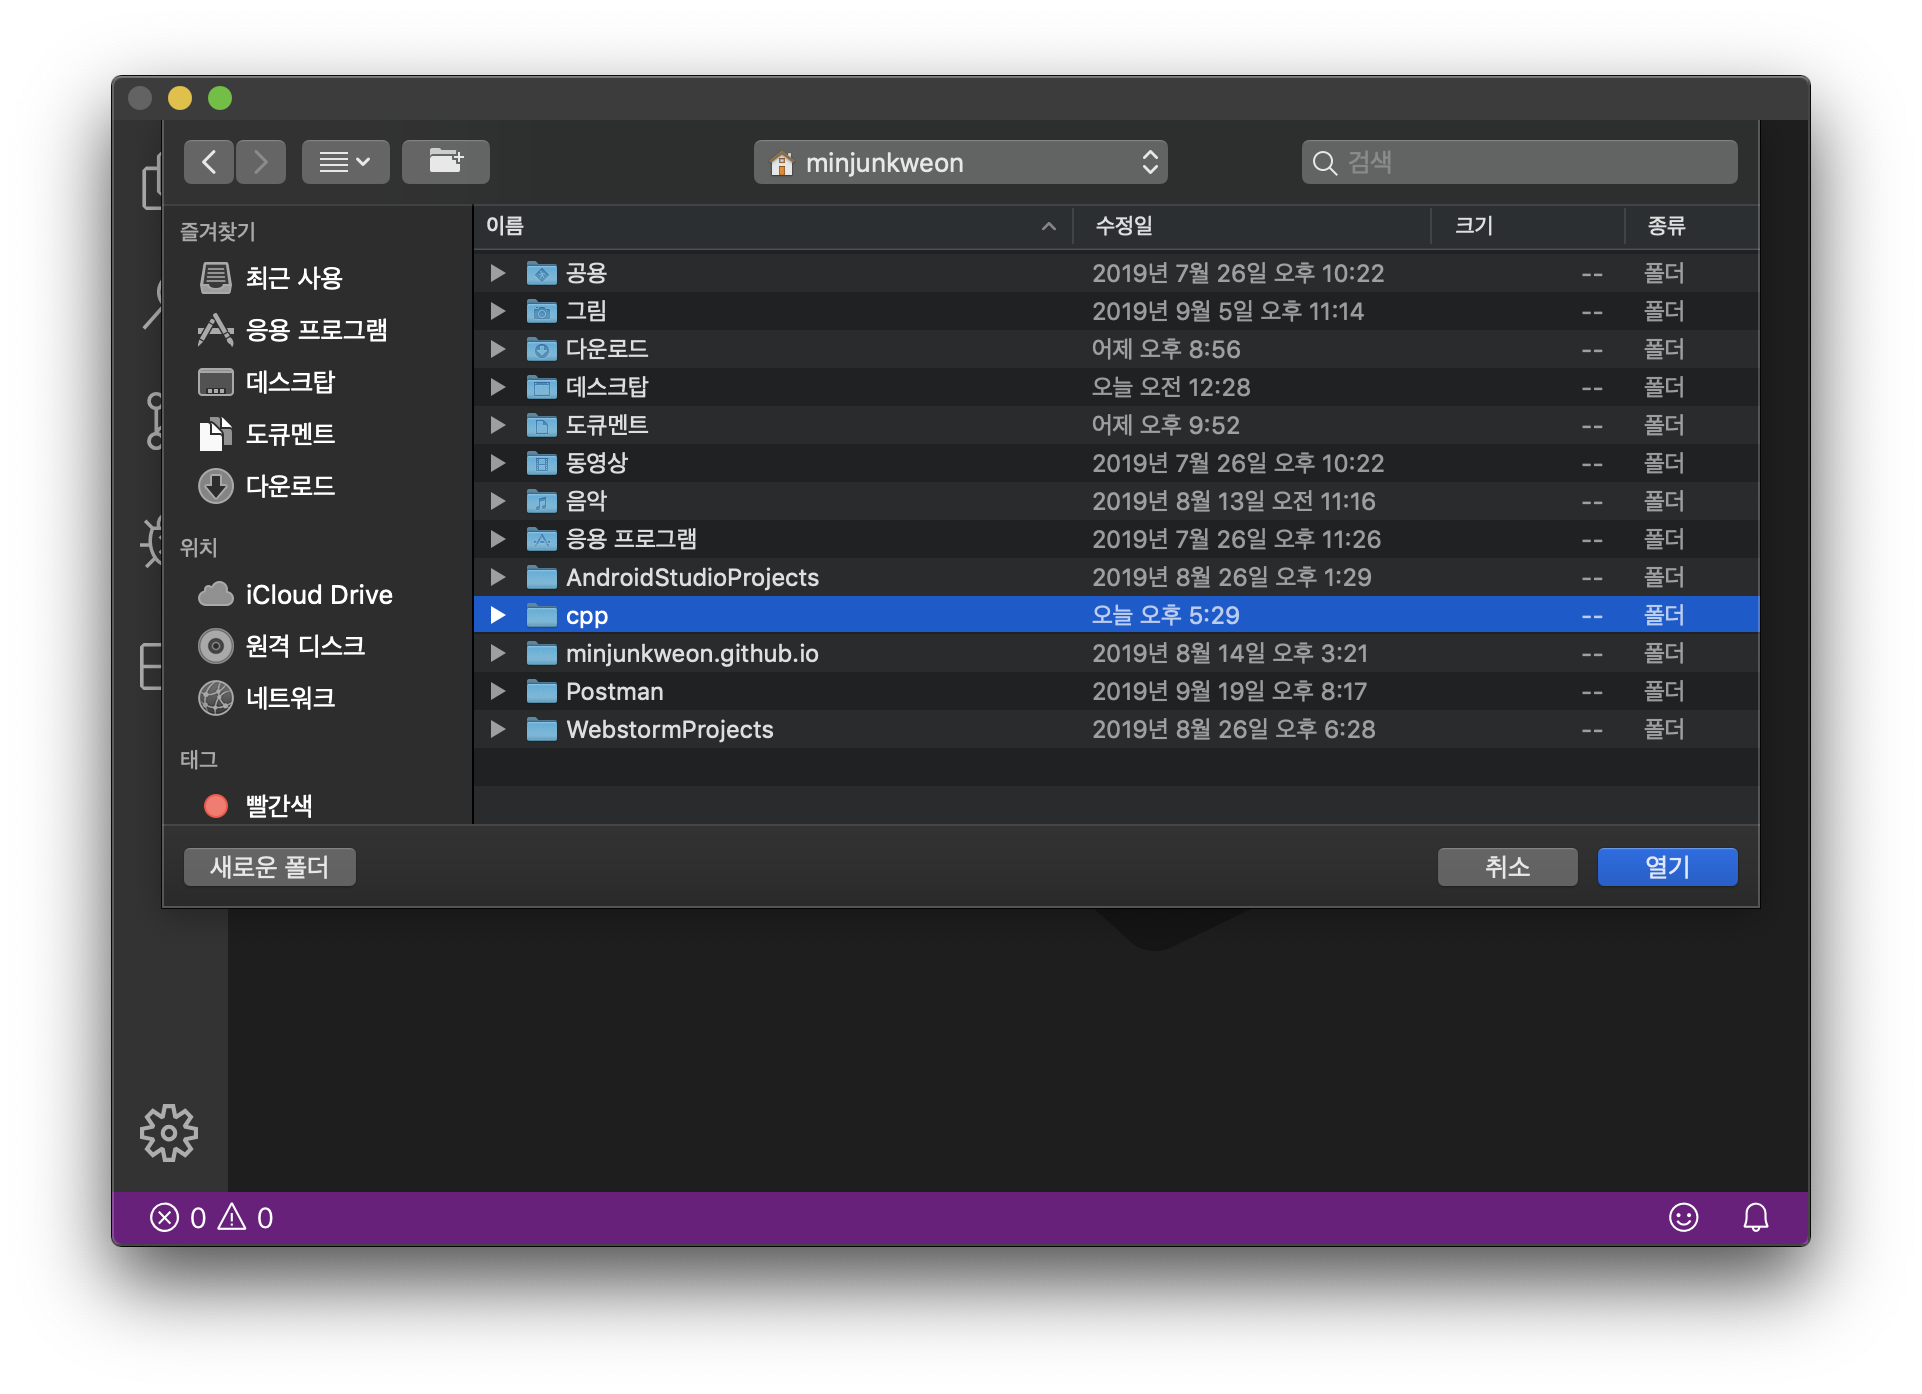 minjunkweon
검색
즐겨찾기
최근 사용
응용 프로그램
데스크탑
도큐멘트
다운로드
위치
iCloud Drive
원격 디스크
네트워크
태그
빨간색
이름 수정일 크기 종류
공용 2019년 7월 26일 오후 10:22 -- 폴더
그림 2019년 9월 5일 오후 11:14 -- 폴더
다운로드 어제 오후 8:56 -- 폴더
데스크탑 오늘 오전 12:28 -- 폴더
도큐멘트 어제 오후 9:52 -- 폴더
동영상 2019년 7월 26일 오후 10:22 -- 폴더
음악 2019년 8월 13일 오전 11:16 -- 폴더
응용 프로그램 2019년 7월 26일 오후 11:26 -- 폴더
AndroidStudioProjects 2019년 8월 26일 오후 1:29 -- 폴더
cpp 오늘 오후 5:29 -- 폴더
minjunkweon.github.io 2019년 8월 14일 오후 3:21 -- 폴더
Postman 2019년 9월 19일 오후 8:17 -- 폴더
WebstormProjects 2019년 8월 26일 오후 6:28 -- 폴더
새로운 폴더 취소 열기
0 0